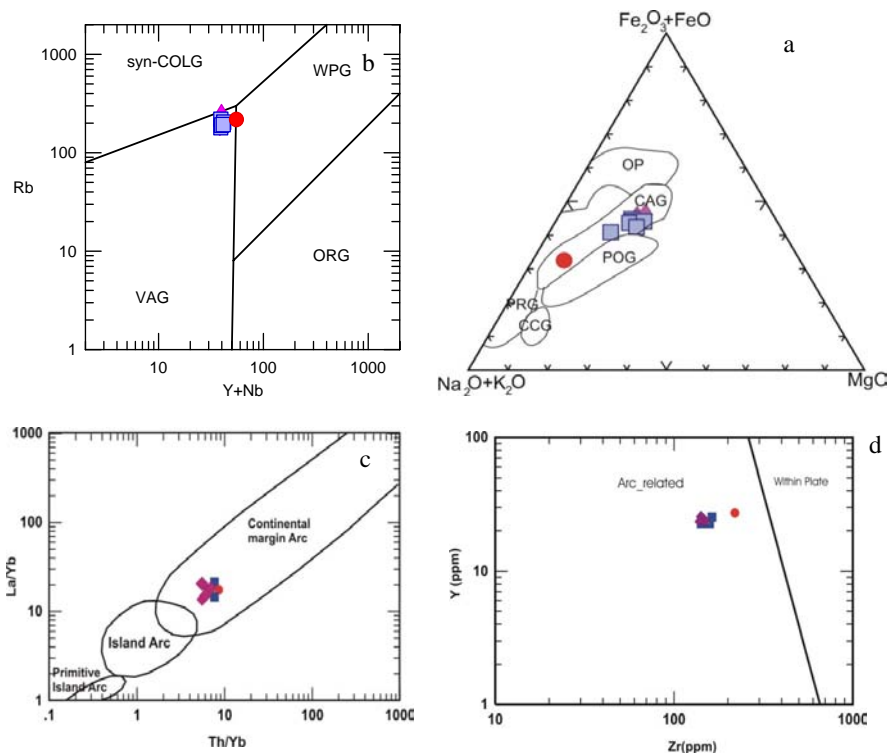 1000
syn-COLG
b
WPG
100
Rb
10
ORG
VAG
1
10
100
1000
Y+Nb
Fe2O3+FeO
a
OP
CAG
POG
PRG
CCG
Na2O+K2O
MgC
1000
c
100
Continental
margin Arc
La/Yb
10
Island Arc
Primitive
Island Arc
1
.1
1
10
100
1000
Th/Yb
100
d
Arc_related
Within Plate
Y (ppm)
10
1
10
100
1000
Zr(ppm)